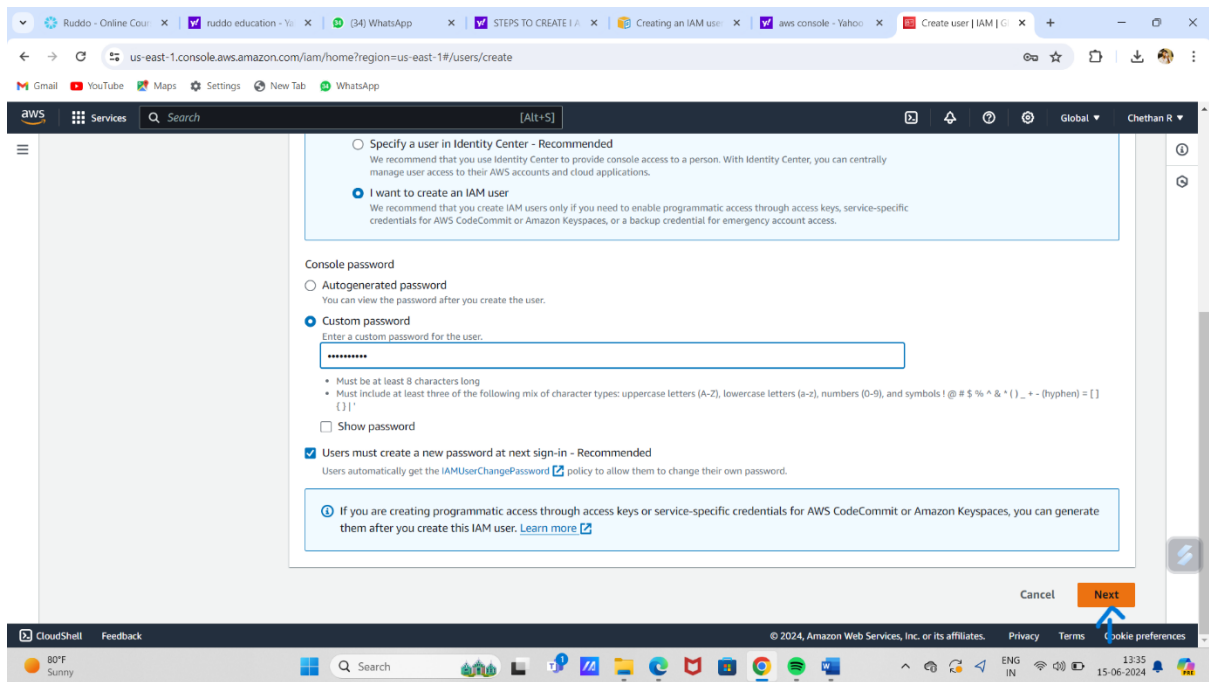 Ruddo - Online Cour
ruddo education - Ya
(34) WhatsApp
STEPS TO CREATE I A
Creating an IAM use
aws console - Yahoo
Create user | IAM | G
us-east-1.console.aws.amazon.com/iam/home?region=us-east-1#/users/create
Gmail YouTube Maps Settings New Tab WhatsApp
aws Services Search [Alt+S] Global Chethan R
Specify a user in Identity Center - Recommended
We recommend that you use Identity Center to provide console access to a person. With Identity Center, you can centrally
manage user access to their AWS accounts and cloud applications.
I want to create an IAM user
We recommend that you create IAM users only if you need to enable programmatic access through access keys, service-specific
credentials for AWS CodeCommit or Amazon Keyspaces, or a backup credential for emergency account access.
Console password
Autogenerated password
You can view the password after you create the user.
Custom password
Enter a custom password for the user.
••••••••••
• Must be at least 8 characters long
• Must include at least three of the following mix of character types: uppercase letters (A-Z), lowercase letters (a-z), numbers (0-9), and symbols ! @ # $ % ^ & * ( ) _ + - (hyphen) = [ ]
{ } | '
Show password
Users must create a new password at next sign-in - Recommended
Users automatically get the IAMUserChangePassword policy to allow them to change their own password.
If you are creating programmatic access through access keys or service-specific credentials for AWS CodeCommit or Amazon Keyspaces, you can generate
them after you create this IAM user. Learn more
Cancel Next
CloudShell Feedback © 2024, Amazon Web Services, Inc. or its affiliates. Privacy Terms Cookie preferences
80°F
Sunny
Search
ENG
IN
13:35
15-06-2024